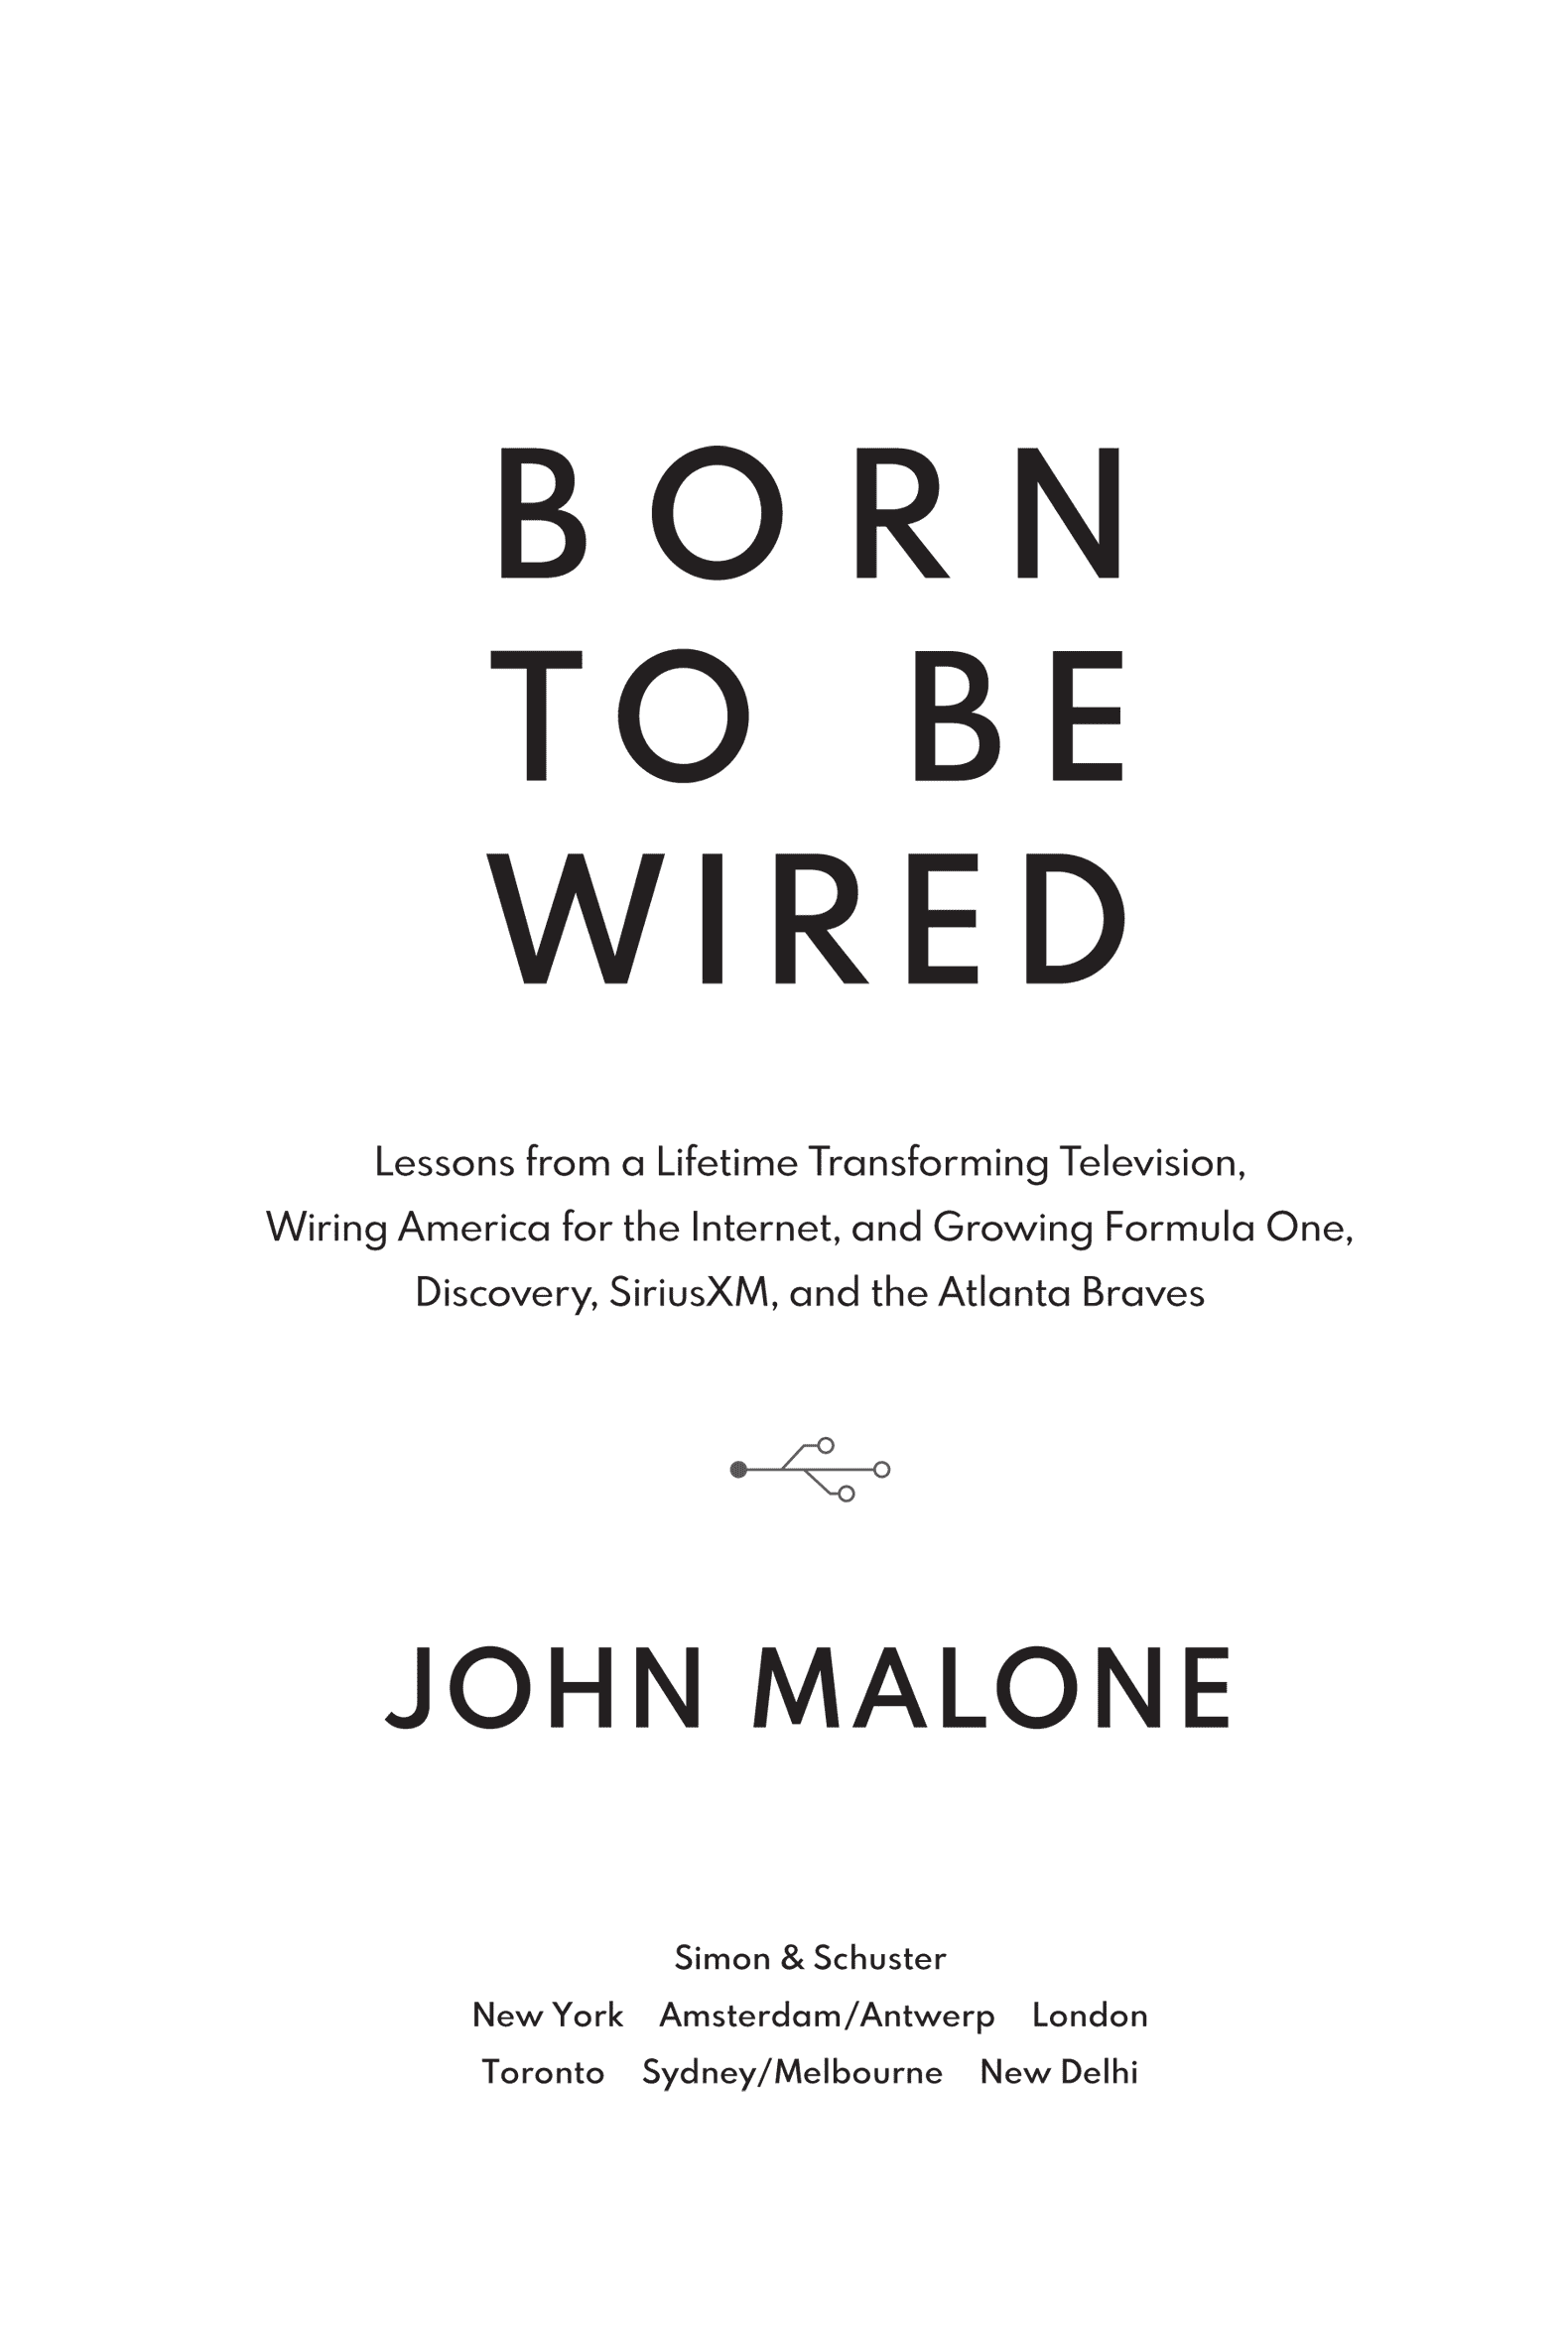 BORN
TO BE
WIRED
Lessons from a Lifetime Transforming Television,
Wiring America for the Internet, and Growing Formula One,
Discovery, SiriusXM, and the Atlanta Braves
JOHN MALONE
Simon & Schuster
New York Amsterdam/Antwerp London
Toronto Sydney/Melbourne New Delhi